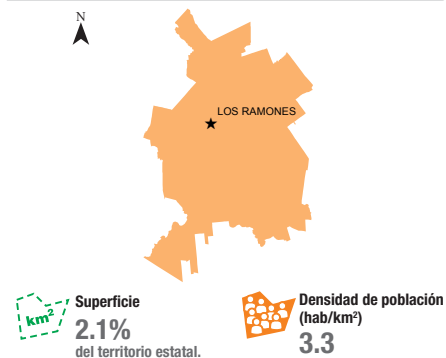 N
LOS RAMONES
km²
Superficie
2.1%
del territorio estatal.
Densidad de población
(hab/km²)
3.3